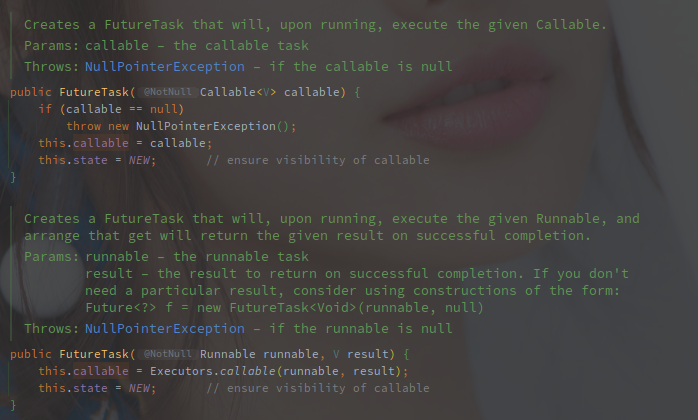 Creates a FutureTask that will, upon running, execute the given Callable.
Params: callable – the callable task
Throws: NullPointerException – if the callable is null
public FutureTask( @NotNull Callable<V> callable) {
    if (callable == null)
        throw new NullPointerException();
    this.callable = callable;
    this.state = NEW;       // ensure visibility of callable
}
Creates a FutureTask that will, upon running, execute the given Runnable, and
arrange that get will return the given result on successful completion.
Params: runnable – the runnable task
result – the result to return on successful completion. If you don't
need a particular result, consider using constructions of the form:
Future<?> f = new FutureTask<Void>(runnable, null)
Throws: NullPointerException – if the runnable is null
public FutureTask( @NotNull Runnable runnable, V result) {
    this.callable = Executors.callable(runnable, result);
    this.state = NEW;       // ensure visibility of callable
}